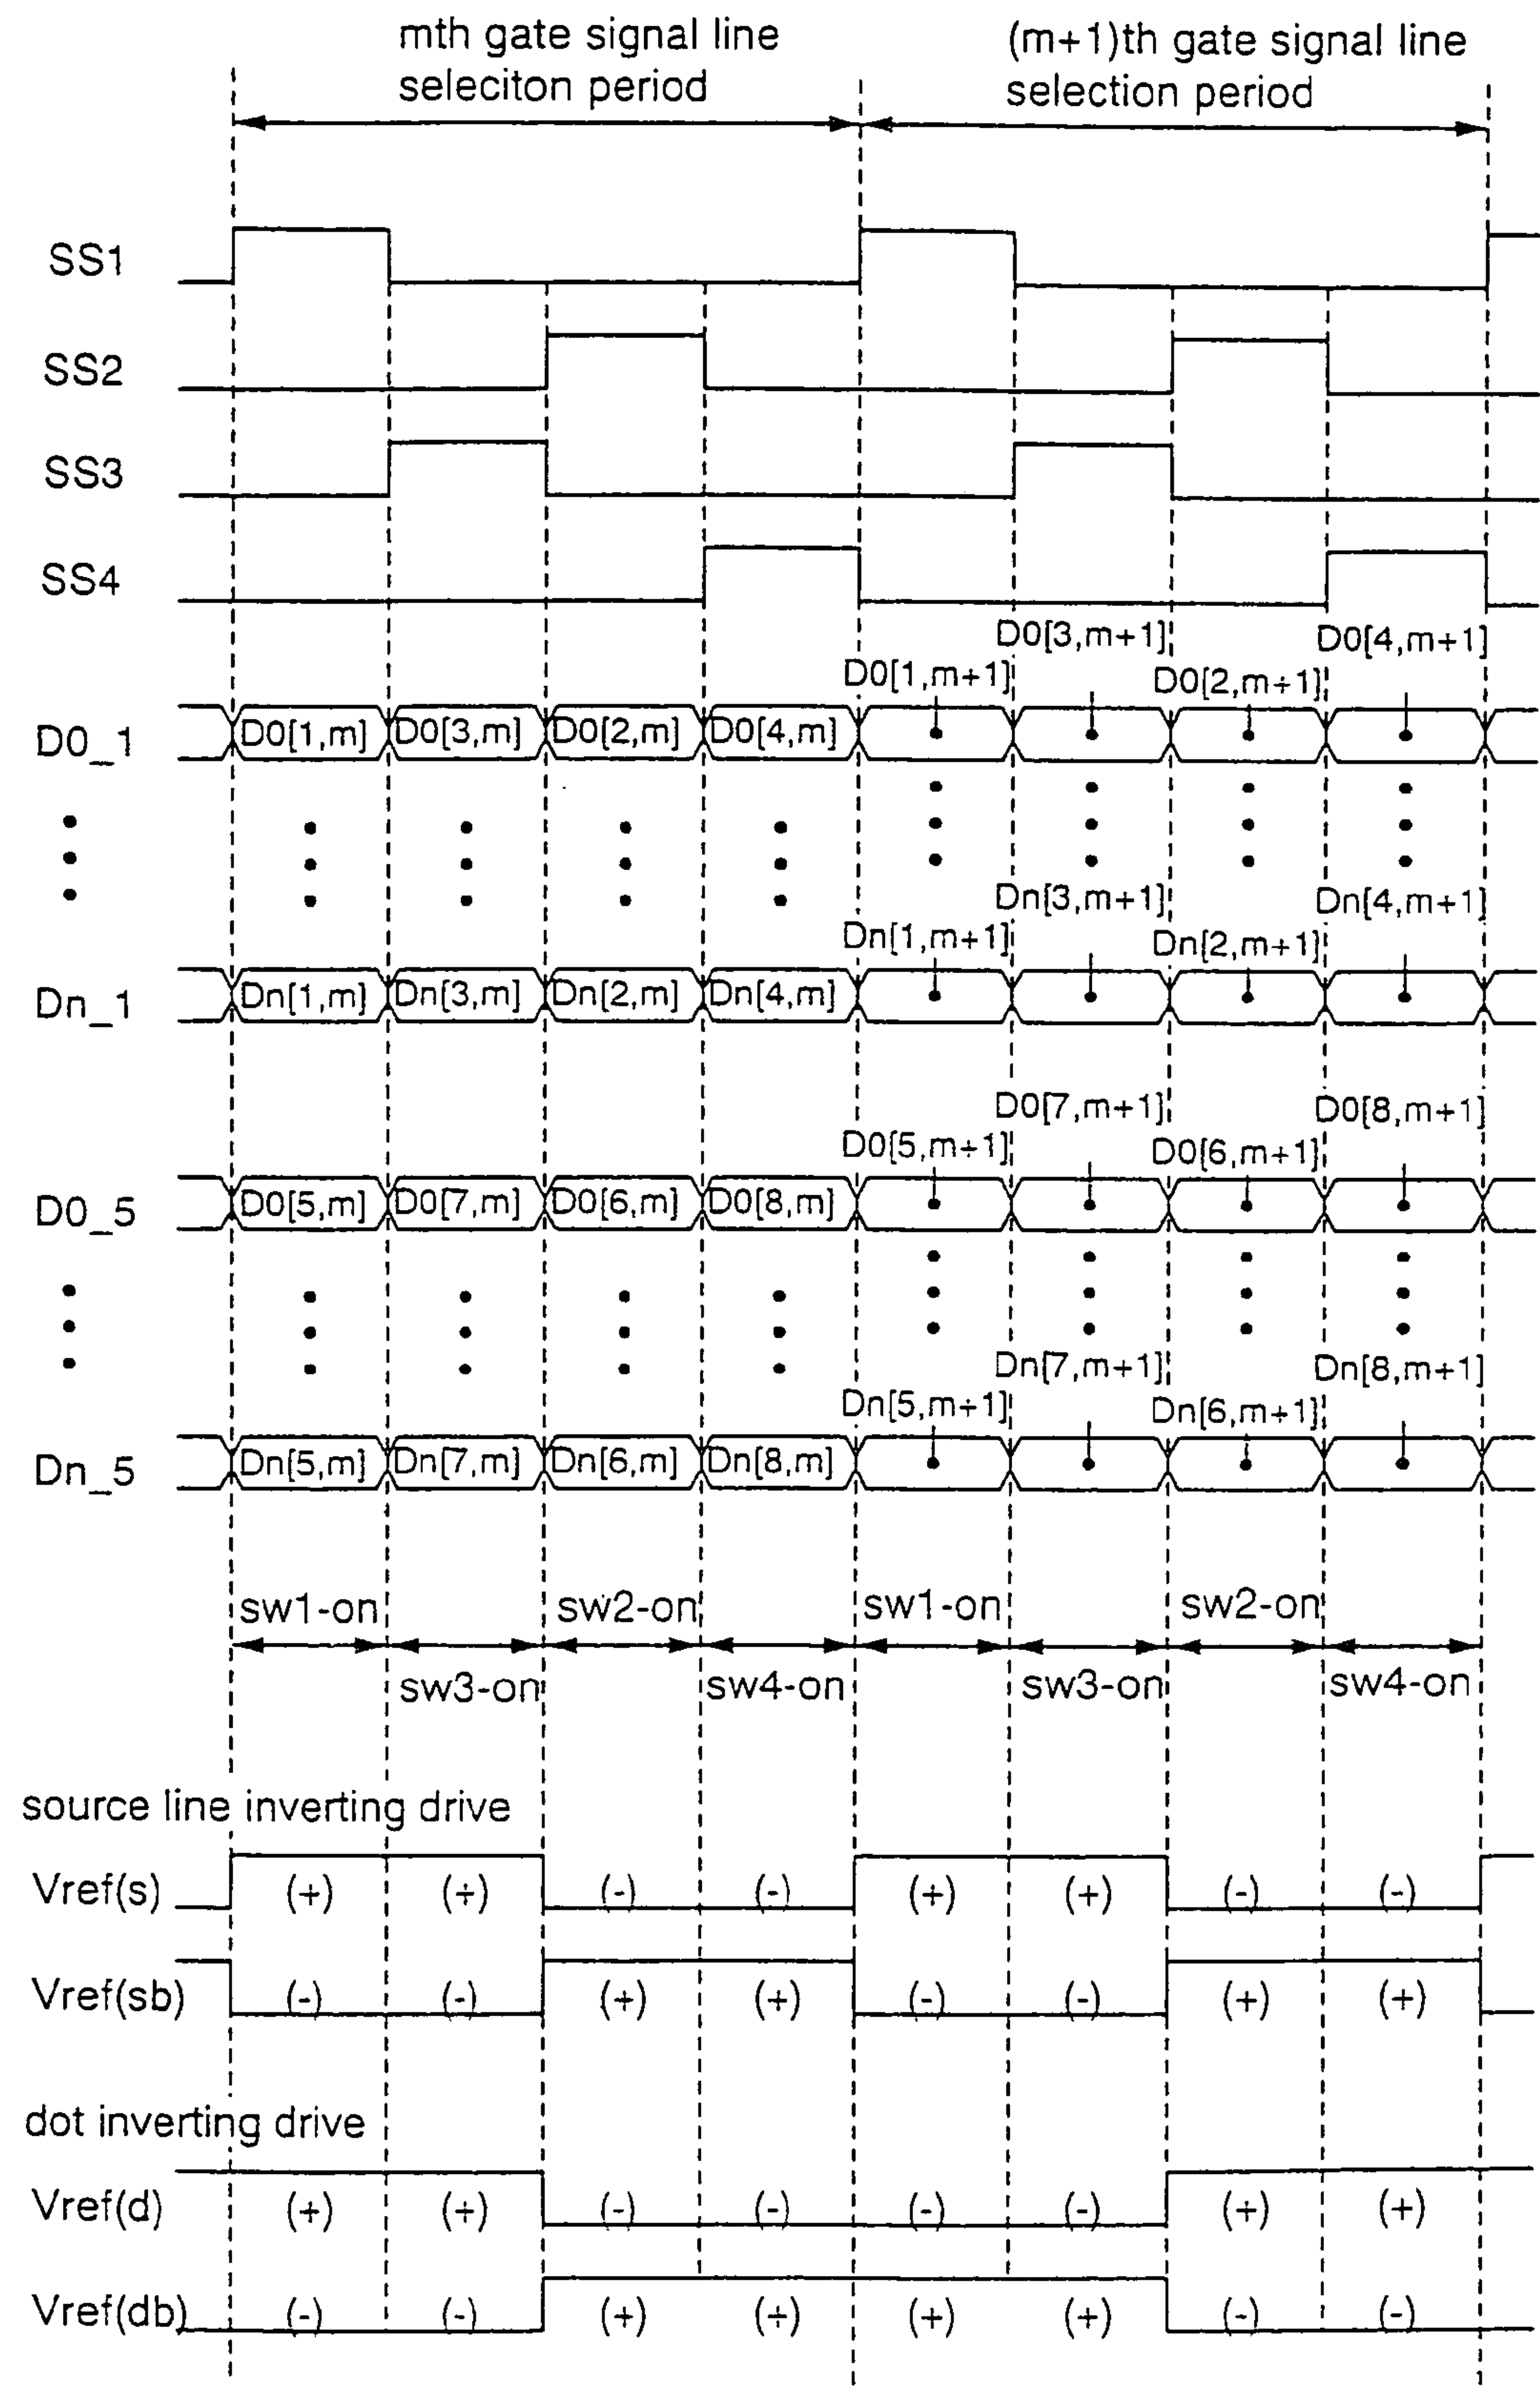 mth gate signal line
seleciton period
(m+1)th gate signal line
selection period
SS1
SS2
SS3
SS4
D0[3,m+1]
D0[4,m+1]
D0[1,m+1]
D0[2,m+1]
D0_1
D0[1,m]
D0[3,m]
D0[2,m]
D0[4,m]
Dn[3,m+1]
Dn[4,m+1]
Dn[1,m+1]
Dn[2,m+1]
Dn_1
Dn[1,m]
Dn[3,m]
Dn[2,m]
Dn[4,m]
D0[7,m+1]
D0[8,m+1]
D0[5,m+1]
D0[6,m+1]
D0_5
D0[5,m]
D0[7,m]
D0[6,m]
D0[8,m]
Dn[7,m+1]
Dn[8,m+1]
Dn[5,m+1]
Dn[6,m+1]
Dn_5
Dn[5,m]
Dn[7,m]
Dn[6,m]
Dn[8,m]
sw1-on
sw2-on
sw1-on
sw2-on
sw3-on
sw4-on
sw3-on
sw4-on
source line inverting drive
Vref(s) (+) (+) (-) (-) (+) (+) (-) (-)
Vref(sb) (-) (-) (+) (+) (-) (-) (+) (+)
dot inverting drive
Vref(d) (+) (+) (-) (-) (-) (-) (+) (+)
Vref(db) (-) (-) (+) (+) (+) (+) (-) (-)